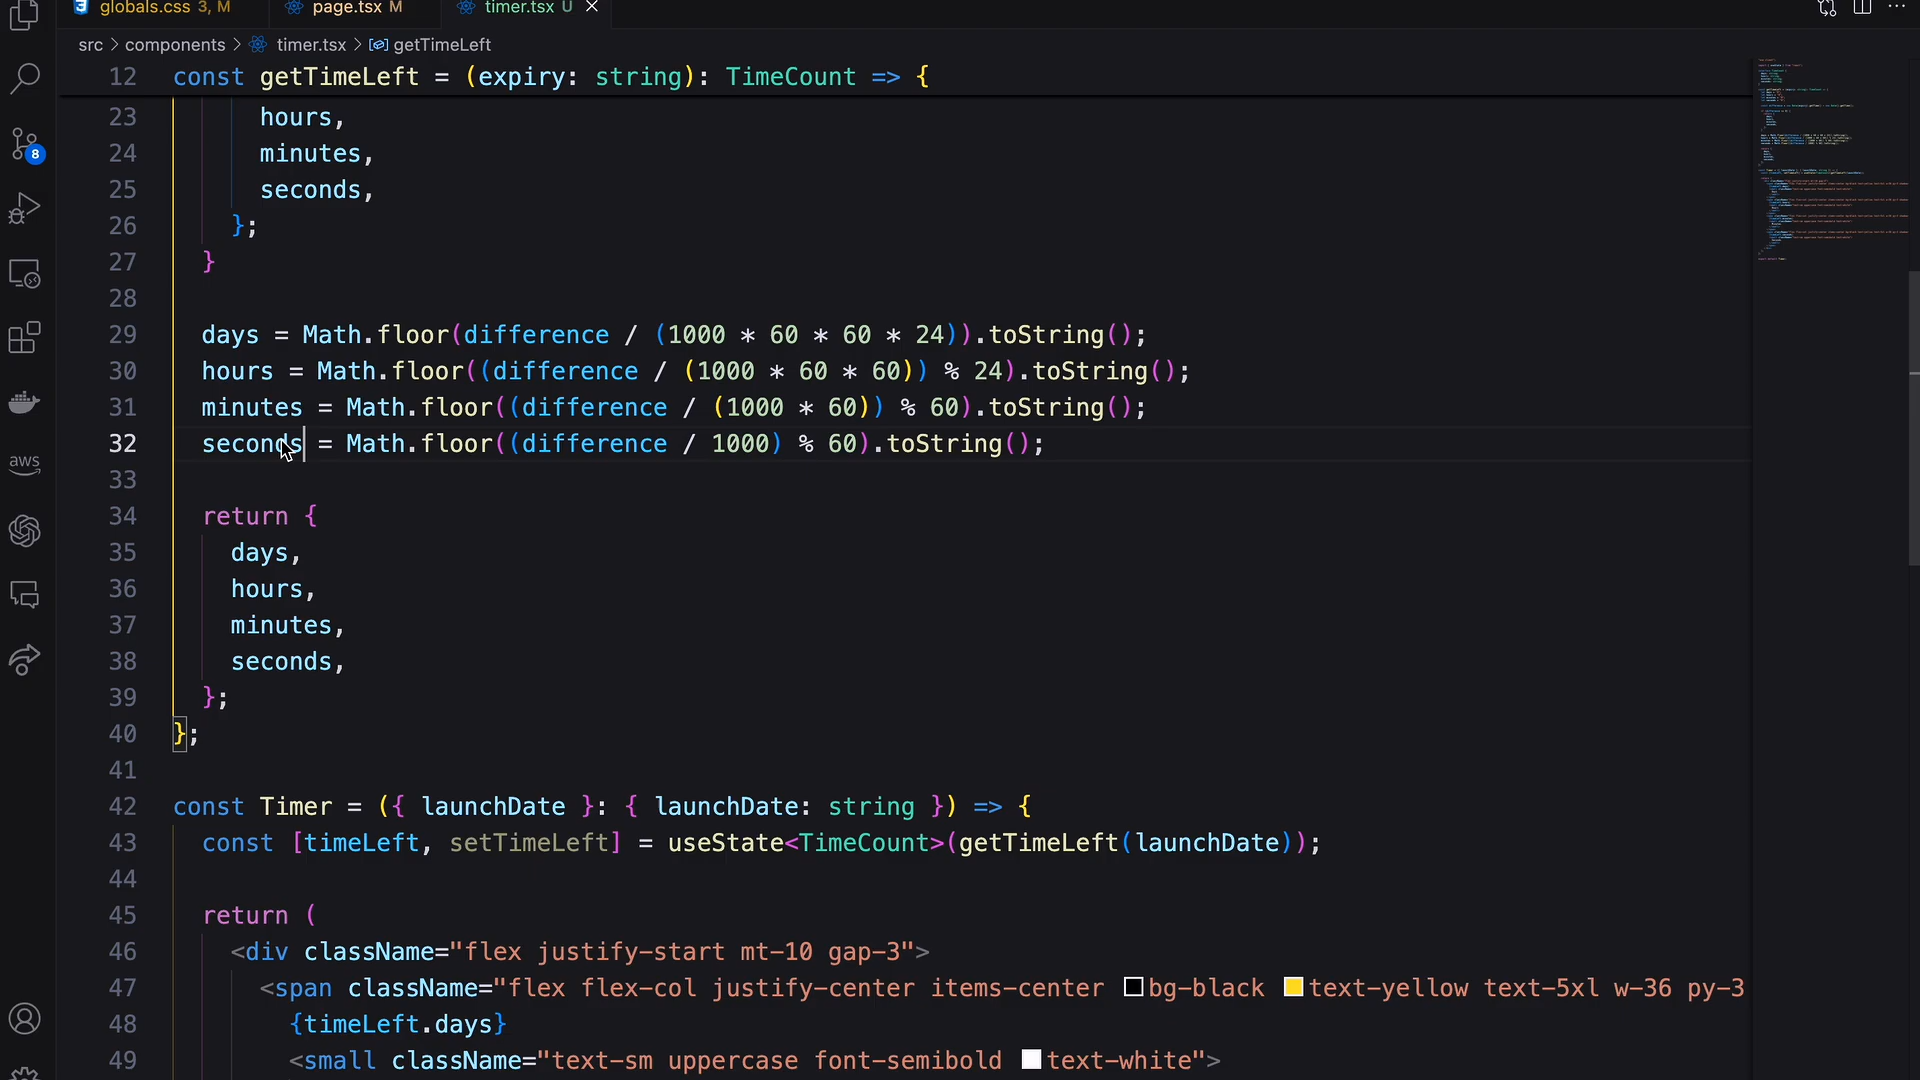 globals.css 3, M
page.tsx M
timer.tsx U
src > components > timer.tsx > getTimeLeft
12 const getTimeLeft = (expiry: string): TimeCount => {
23 hours,
24 minutes,
25 seconds,
26 };
27 }
28
29 days = Math.floor(difference / (1000 * 60 * 60 * 24)).toString();
30 hours = Math.floor((difference / (1000 * 60 * 60)) % 24).toString();
31 minutes = Math.floor((difference / (1000 * 60)) % 60).toString();
32 seconds = Math.floor((difference / 1000) % 60).toString();
33
34 return {
35 days,
36 hours,
37 minutes,
38 seconds,
39 };
40 };
41
42 const Timer = ({ launchDate }: { launchDate: string }) => {
43 const [timeLeft, setTimeLeft] = useState<TimeCount>(getTimeLeft(launchDate));
44
45 return (
46 <div className="flex justify-start mt-10 gap-3">
47 <span className="flex flex-col justify-center items-center bg-black text-yellow text-5xl w-36 py-3
48 {timeLeft.days}
49 <small className="text-sm uppercase font-semibold text-white">
8
aws